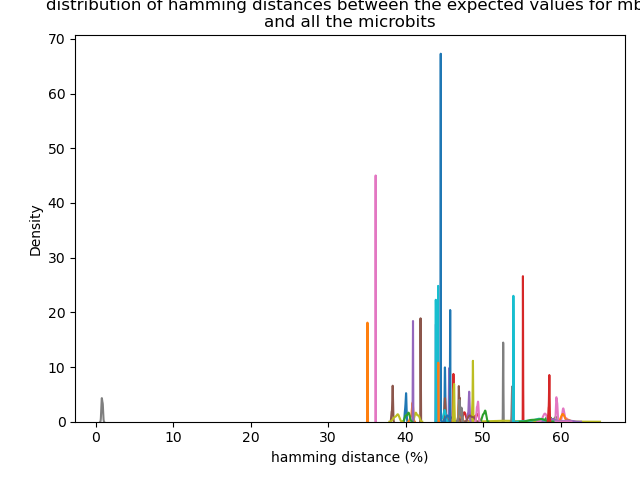 distribution of hamming distances between the expected values for
and all the microbits
70
60
50
40
30
20
10
0
Density
0 10 20 30 40 50 60
hamming distance (%)